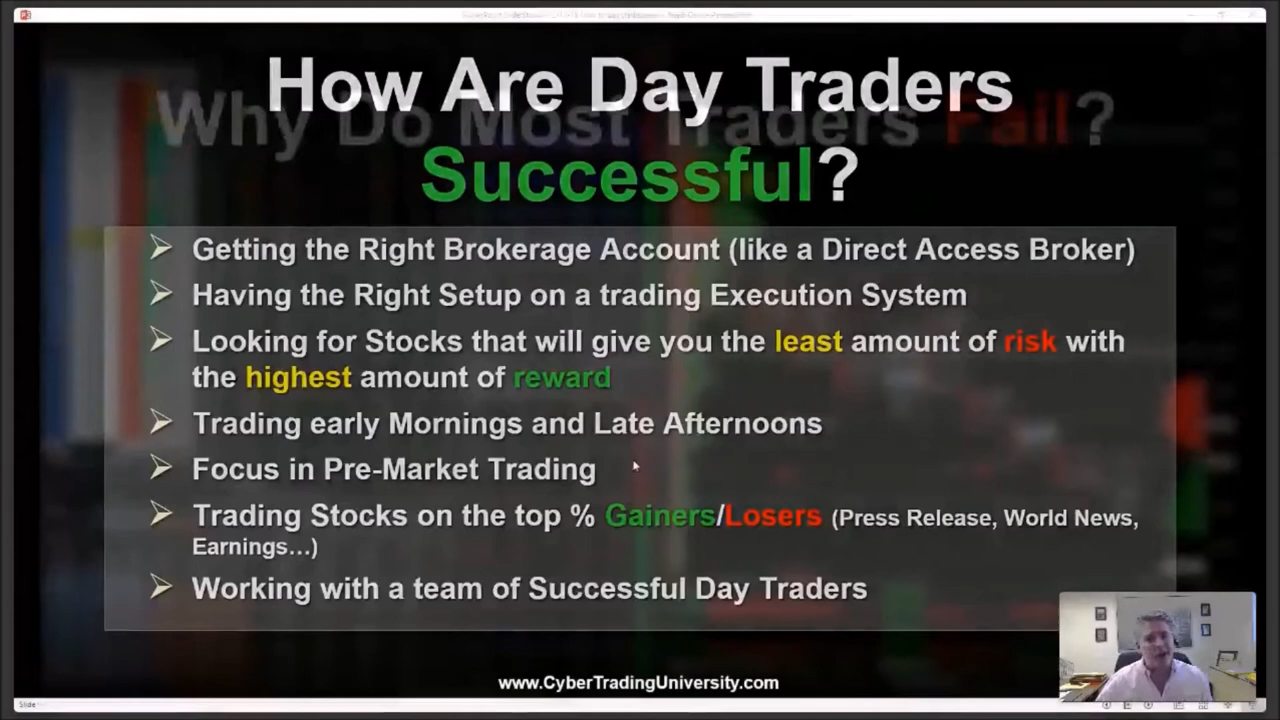 How Are Day Traders
Why Do Most Traders Fail?
Successful?
Getting the Right Brokerage Account (like a Direct Access Broker)
Having the Right Setup on a trading Execution System
Looking for Stocks that will give you the least amount of risk with
the highest amount of reward
Trading early Mornings and Late Afternoons
Focus in Pre-Market Trading
Trading Stocks on the top % Gainers/Losers (Press Release, World News,
Earnings…)
Working with a team of Successful Day Traders
www.CyberTradingUniversity.com
Slide